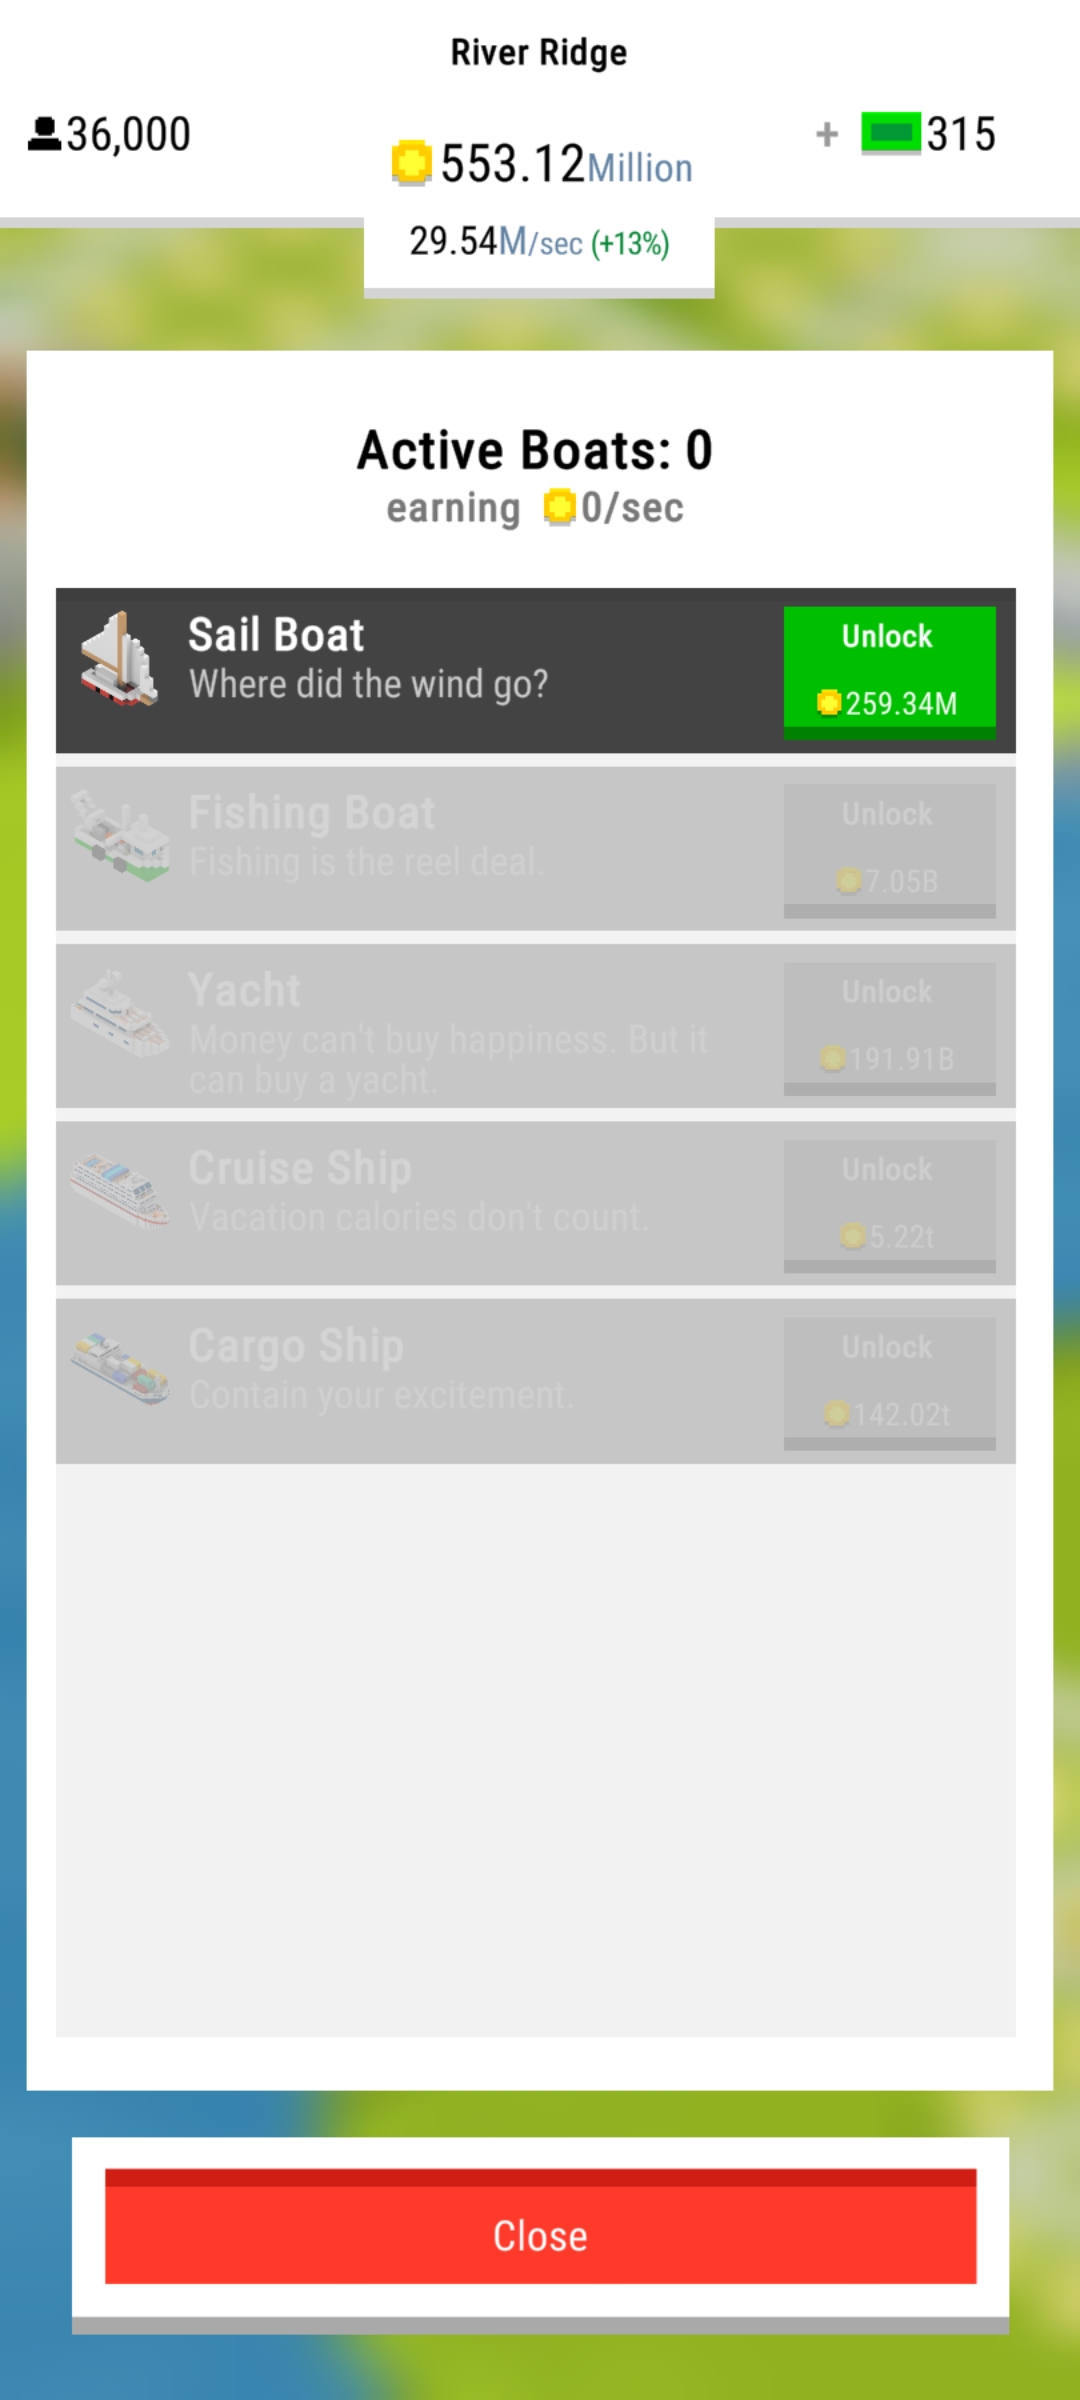 River Ridge
36,000
553.12Million
+ 315
29.54M/sec (+13%)
Active Boats: 0
earning 0/sec
Sail Boat
Where did the wind go?
Unlock
259.34M
Fishing Boat
Fishing is the reel deal.
Unlock
7.05B
Yacht
Money can't buy happiness. But it
can buy a yacht.
Unlock
191.91B
Cruise Ship
Vacation calories don't count.
Unlock
5.22t
Cargo Ship
Contain your excitement.
Unlock
142.02t
Close